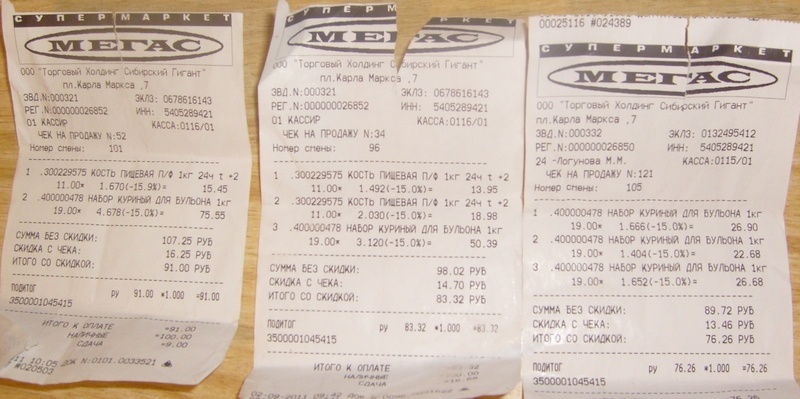 СУПЕРМАРКЕТ
МЕГАС
ООО "Торговый Холдинг Сибирский Гигант"
пл.Карла Маркса ,7
ЗВД.N:000321 ЭКЛЗ: 0678616143
РЕГ.N:000000026852 ИНН: 5405289421
01 КАССИР КАССА:0116/01
ЧЕК НА ПРОДАЖУ N:52
Номер смены: 101
1 .300229575 КОСТЬ ПИЩЕВАЯ П/Ф 1кг 24ч t +2
11.00* 1.670(-15.9%)= 15.45
2 .400000478 НАБОР КУРИНЫЙ ДЛЯ БУЛЬОНА 1кг
19.00* 4.678(-15.0%)= 75.55
СУММА БЕЗ СКИДКИ: 107.25 РУБ
СКИДКА С ЧЕКА: 16.25 РУБ
ИТОГО СО СКИДКОЙ: 91.00 РУБ
ПОДИТОГ ру 91.00 *1.000 =91.00
3500001045415
ИТОГО К ОПЛАТЕ =91.00
НАЛИЧНЫЕ =100.00
СДАЧА =9.00
11 10:05 ДОК N:0101.0033521
#020503
СУПЕРМАРКЕТ
МЕГАС
ООО "Торговый Холдинг Сибирский Гигант"
пл.Карла Маркса ,7
ЗВД.N:000321 ЭКЛЗ: 0678616143
РЕГ.N:000000026852 ИНН: 5405289421
01 КАССИР КАССА:0116/01
ЧЕК НА ПРОДАЖУ N:34
Номер смены: 96
1 .300229575 КОСТЬ ПИЩЕВАЯ П/Ф 1кг 24ч t +2
11.00* 1.492(-15.0%)= 13.95
2 .300229575 КОСТЬ ПИЩЕВАЯ П/Ф 1кг 24ч t +2
11.00* 2.030(-15.0%)= 18.98
3 .400000478 НАБОР КУРИНЫЙ ДЛЯ БУЛЬОНА 1кг
19.00* 3.120(-15.0%)= 50.39
СУММА БЕЗ СКИДКИ: 98.02 РУБ
СКИДКА С ЧЕКА: 14.70 РУБ
ИТОГО СО СКИДКОЙ: 83.32 РУБ
ПОДИТОГ ру 83.32 *1.000 =83.32
3500001045415
ИТОГО К ОПЛАТЕ
НАЛИЧНЫЕ
СДАЧА
00025116 #024389
СУПЕРМАРКЕТ
МЕГАС
ООО "Торговый Холдинг Сибирский Гигант"
пл.Карла Маркса ,7
ЗВД.N:000332 ЭКЛЗ: 0132495412
РЕГ.N:000000026850 ИНН: 5405289421
24 -Логунова М.М. КАССА:0115/01
ЧЕК НА ПРОДАЖУ N:121
Номер смены: 105
1 .400000478 НАБОР КУРИНЫЙ ДЛЯ БУЛЬОНА 1кг
19.00* 1.666(-15.0%)= 26.90
2 .400000478 НАБОР КУРИНЫЙ ДЛЯ БУЛЬОНА 1кг
19.00* 1.404(-15.0%)= 22.68
3 .400000478 НАБОР КУРИНЫЙ ДЛЯ БУЛЬОНА 1кг
19.00* 1.652(-15.0%)= 26.68
СУММА БЕЗ СКИДКИ: 89.72 РУБ
СКИДКА С ЧЕКА: 13.46 РУБ
ИТОГО СО СКИДКОЙ: 76.26 РУБ
ПОДИТОГ ру 76.26 *1.000 =76.26
3500001045415